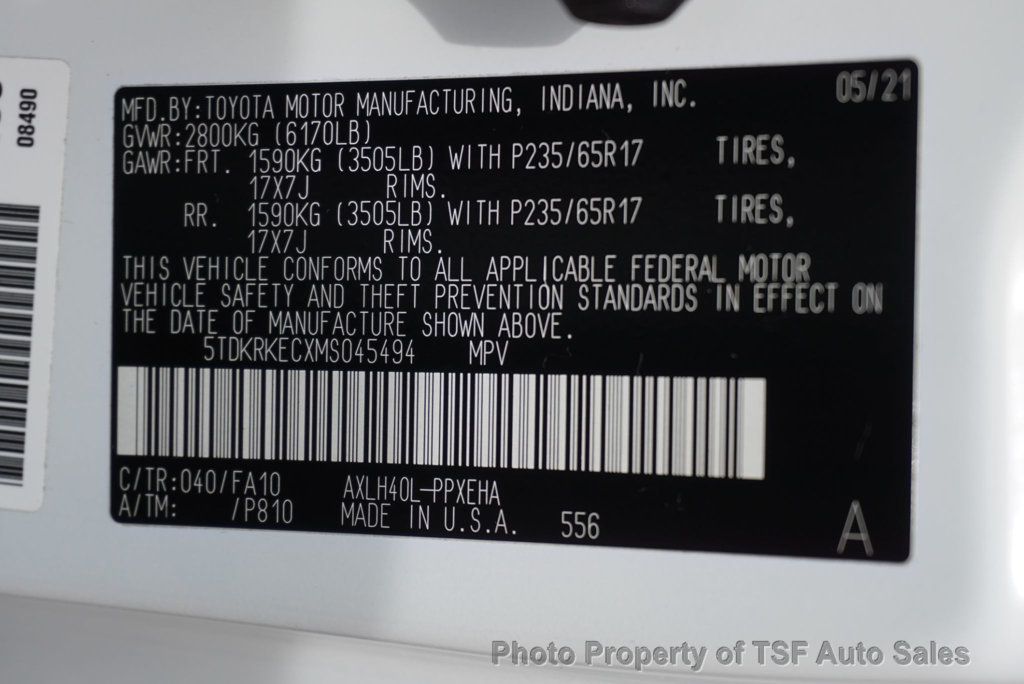 08490
05/21
MFD.BY:TOYOTA MOTOR MANUFACTURING, INDIANA, INC.
GVWR:2800KG (6170LB)
GAWR:FRT. 1590KG (3505LB) WITH P235/65R17 TIRES,
17X7J RIMS.
RR. 1590KG (3505LB) WITH P235/65R17 TIRES,
17X7J RIMS.
THIS VEHICLE CONFORMS TO ALL APPLICABLE FEDERAL MOTOR
VEHICLE SAFETY AND THEFT PREVENTION STANDARDS IN EFFECT ON
THE DATE OF MANUFACTURE SHOWN ABOVE.
5TDKRKECXMS045494 MPV
C/TR:040/FA10 AXLH40L-PPXEHA
A/TM: /P810 MADE IN U.S.A. 556 A
Photo Property of TSF Auto Sales